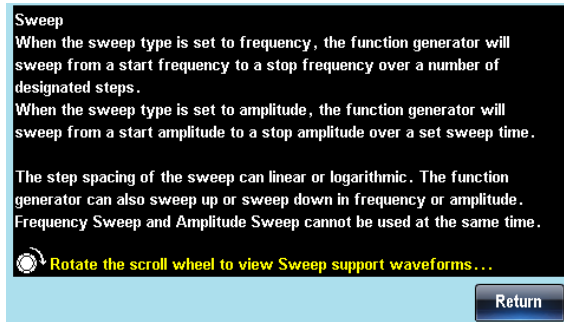 Sweep
When the sweep type is set to frequency, the function generator will
sweep from a start frequency to a stop frequency over a number of
designated steps.
When the sweep type is set to amplitude, the function generator will
sweep from a start amplitude to a stop amplitude over a set sweep time.
The step spacing of the sweep can linear or logarithmic. The function
generator can also sweep up or sweep down in frequency or amplitude.
Frequency Sweep and Amplitude Sweep cannot be used at the same time.
Rotate the scroll wheel to view Sweep support waveforms...
Return